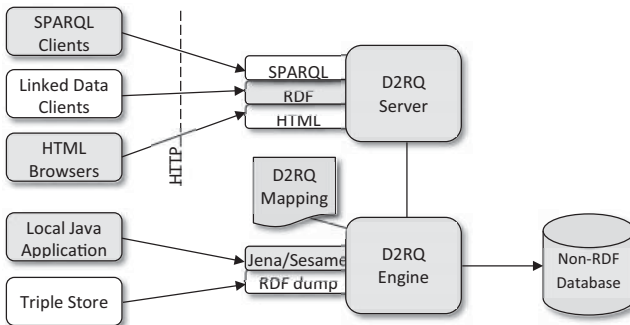 SPARQL
Clients
Linked Data
Clients
HTML
Browsers
HTTP
SPARQL
RDF
HTML
D2RQ
Server
D2RQ
Mapping
Local Java
Application
Triple Store
Jena/Sesame
RDF dump
D2RQ
Engine
Non-RDF
Database